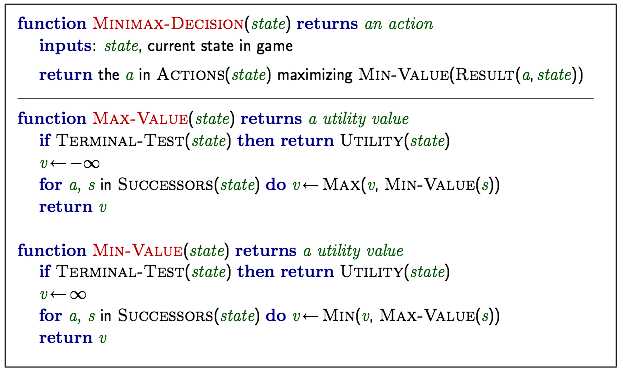 function MINIMAX-DECISION(state) returns an action
inputs: state, current state in game
return the a in ACTIONS(state) maximizing MIN-VALUE(RESULT(a, state))
function MAX-VALUE(state) returns a utility value
if TERMINAL-TEST(state) then return UTILITY(state)
v ← −∞
for a, s in SUCCESSORS(state) do v ← MAX(v, MIN-VALUE(s))
return v
function MIN-VALUE(state) returns a utility value
if TERMINAL-TEST(state) then return UTILITY(state)
v ← ∞
for a, s in SUCCESSORS(state) do v ← MIN(v, MAX-VALUE(s))
return v